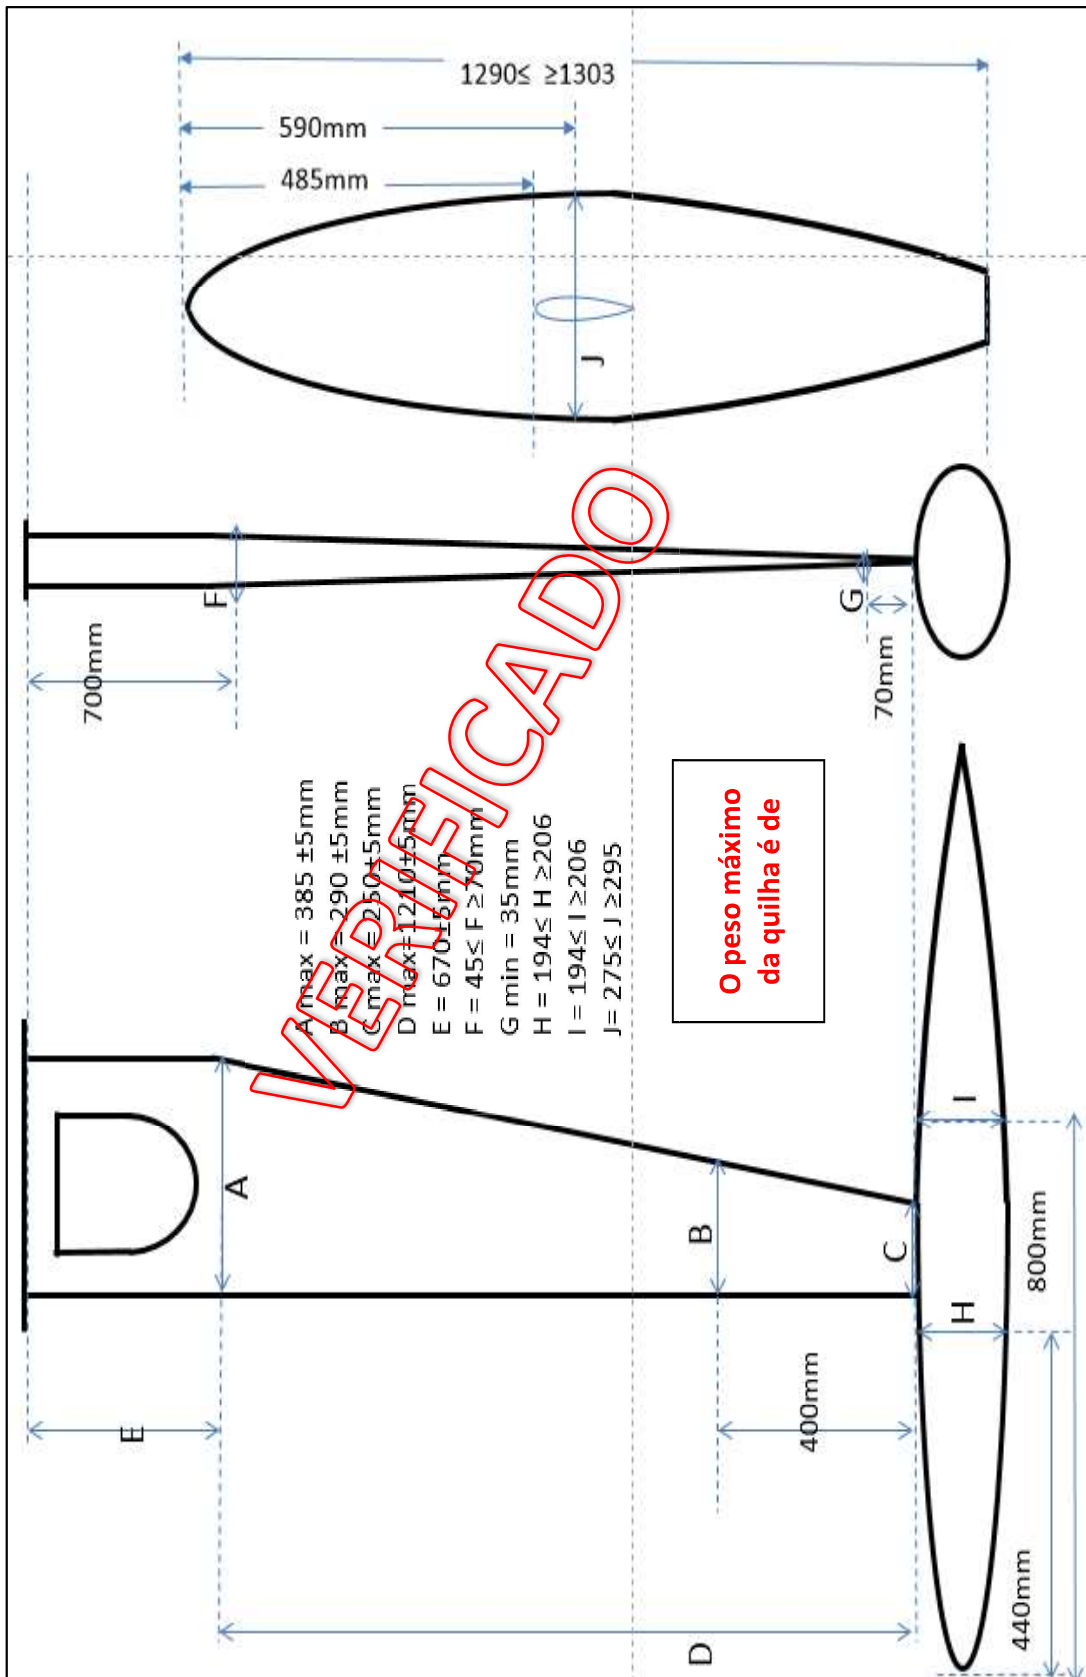 1290≤ ≥1303
590mm
485mm
J
F
G
700mm
70mm
A max = 385 ±5mm
B max = 290 ±5mm
C max = 250±5mm
D max=1210±5mm
E = 670±5mm
F = 45≤ F ≥70mm
G min = 35mm
H = 194≤ H ≥206
I = 194≤ I ≥206
J= 275≤ J ≥295
VERIFICADO
O peso máximo
da quilha é de
A
B
C
I
H
800mm
E
400mm
D
440mm